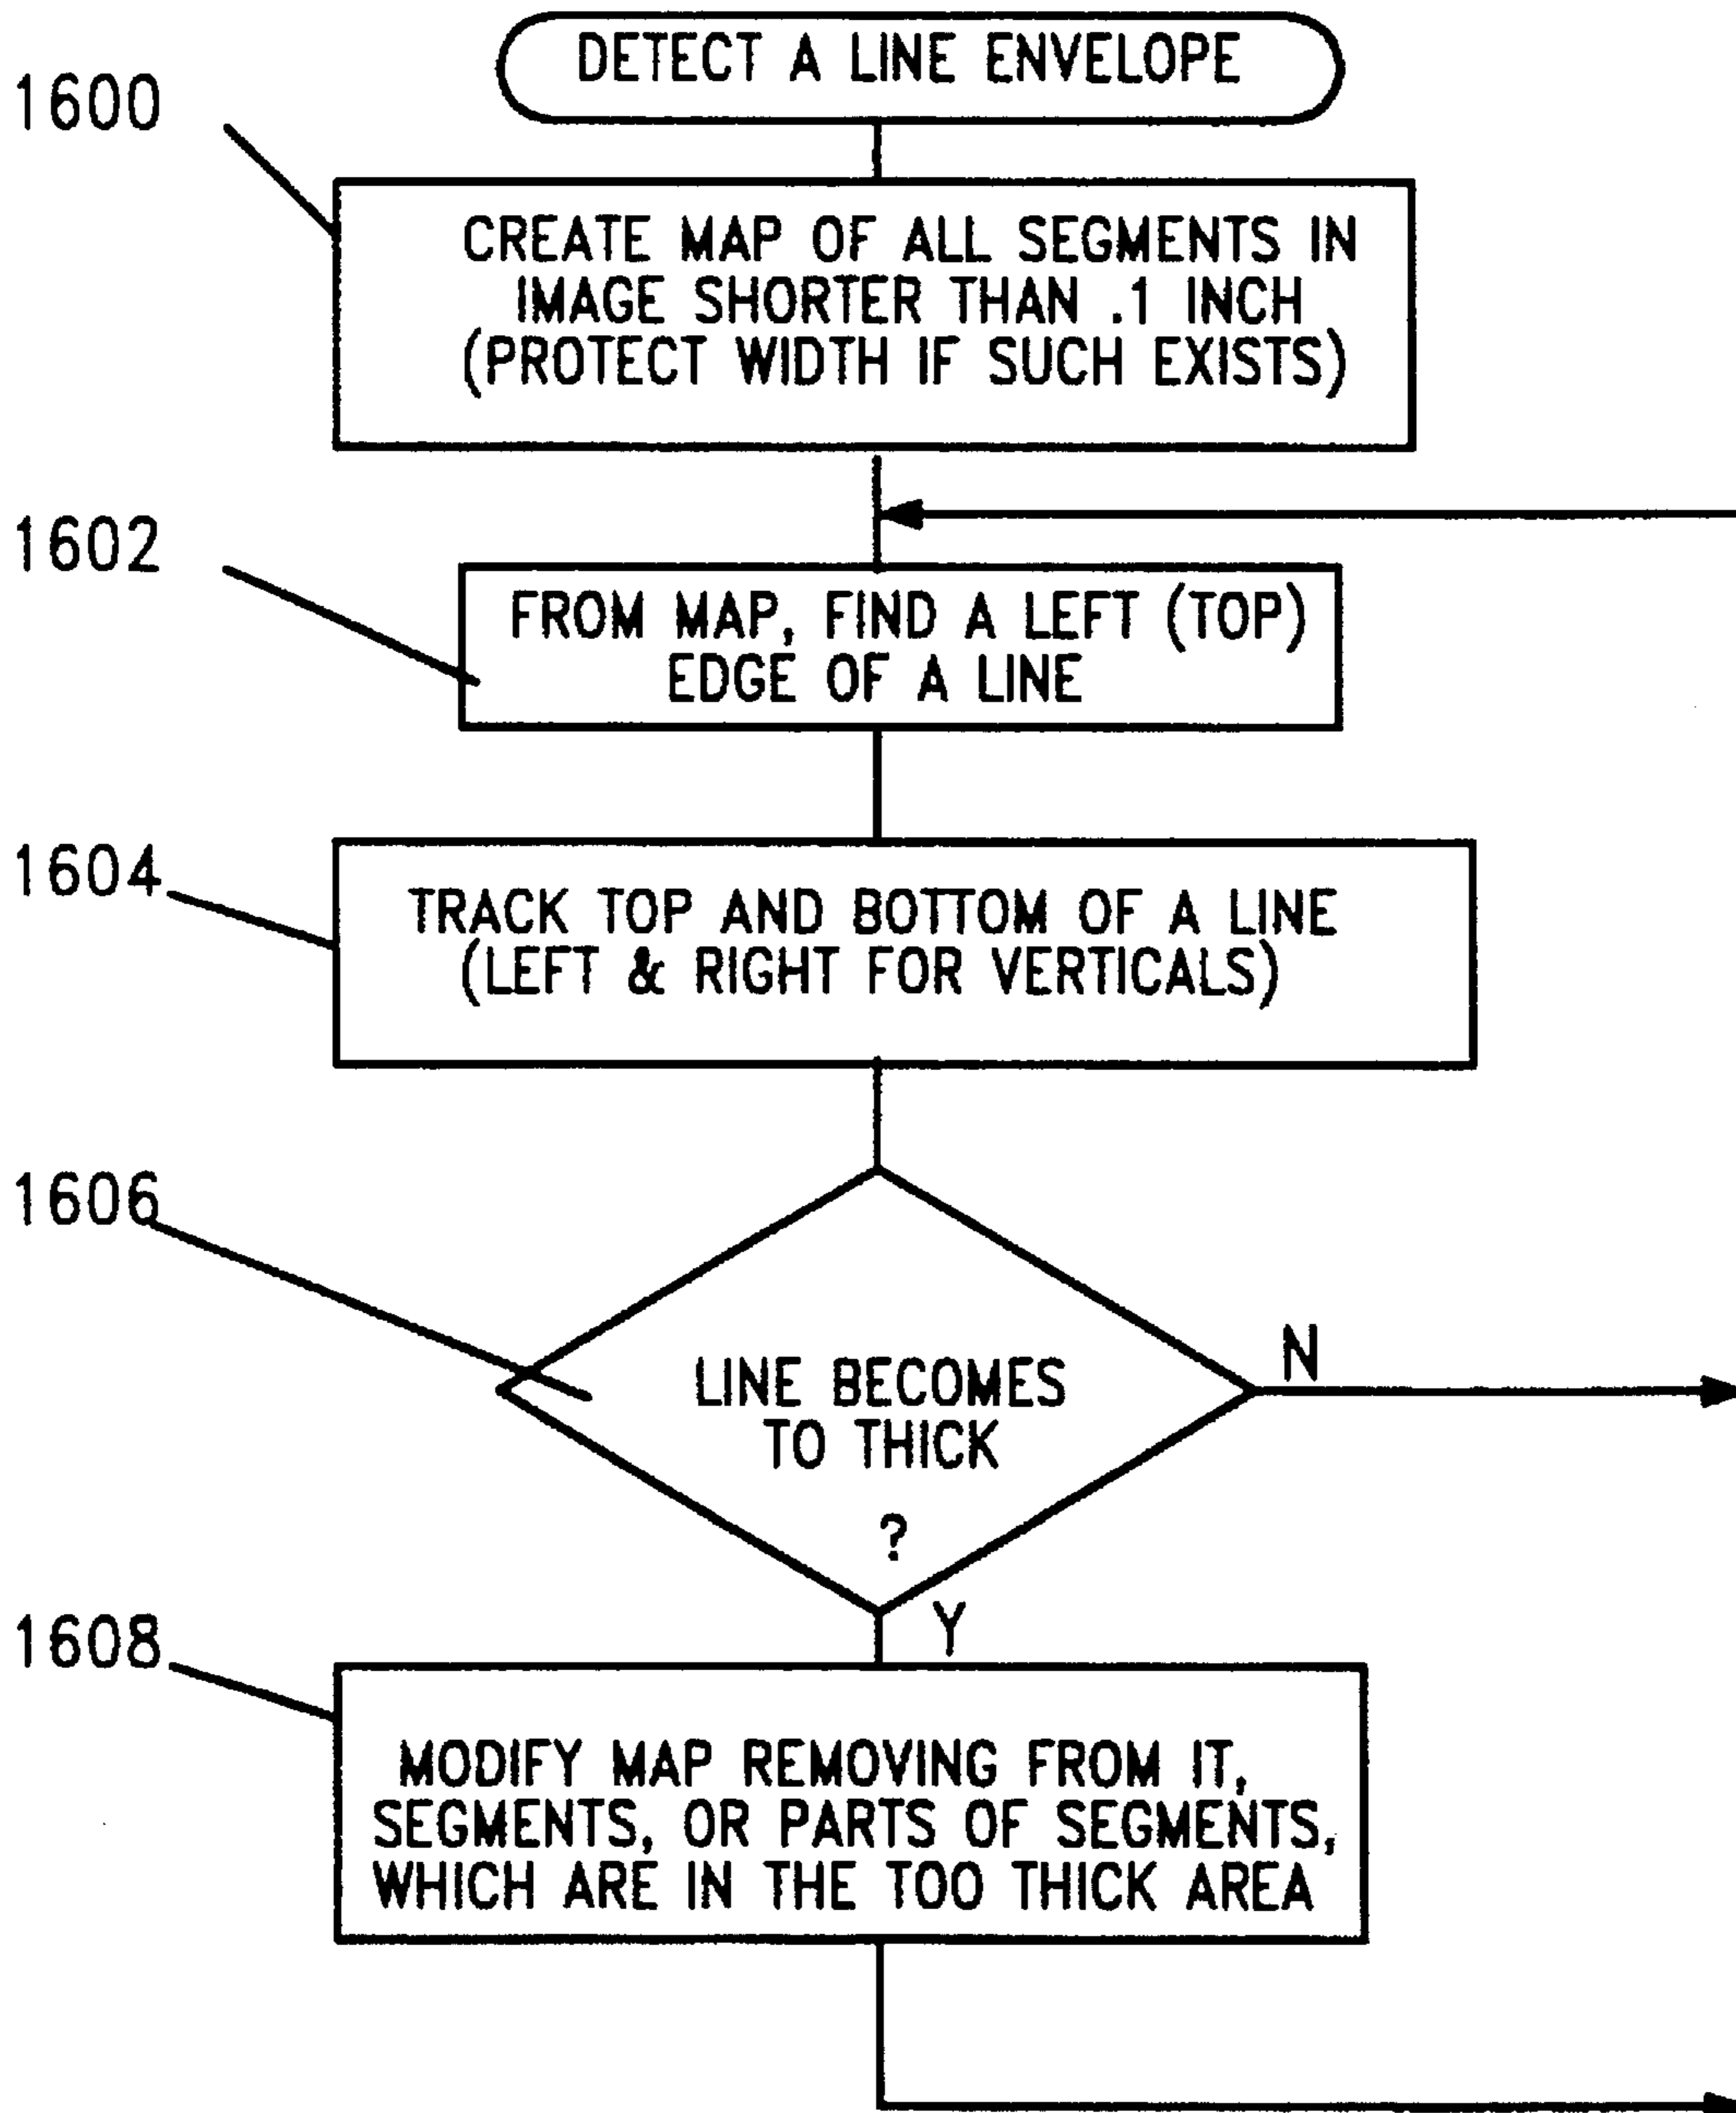 DETECT A LINE ENVELOPE
1600
CREATE MAP OF ALL SEGMENTS IN
IMAGE SHORTER THAN .1 INCH
(PROTECT WIDTH IF SUCH EXISTS)
1602
FROM MAP, FIND A LEFT (TOP)
EDGE OF A LINE
1604
TRACK TOP AND BOTTOM OF A LINE
(LEFT & RIGHT FOR VERTICALS)
1606
LINE BECOMES
TO THICK
?
N
Y
1608
MODIFY MAP REMOVING FROM IT,
SEGMENTS, OR PARTS OF SEGMENTS,
WHICH ARE IN THE TOO THICK AREA